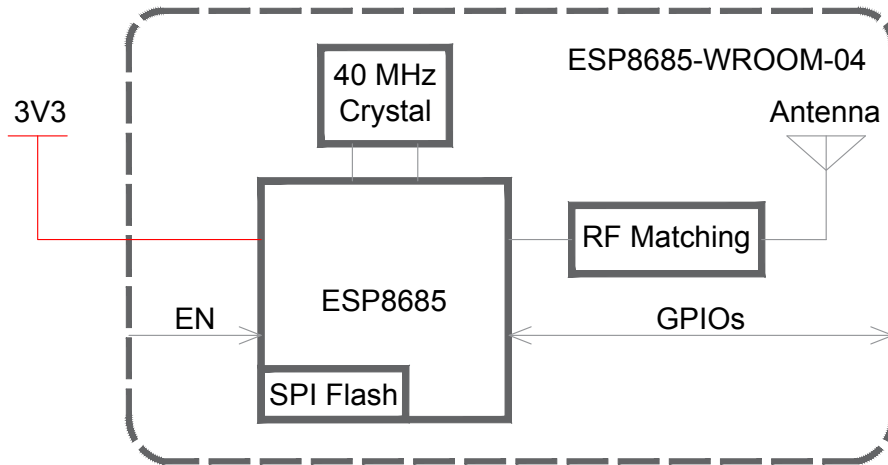 ESP8685-WROOM-04
40 MHz
Crystal
3V3
Antenna
RF Matching
ESP8685
EN
GPIOs
SPI Flash